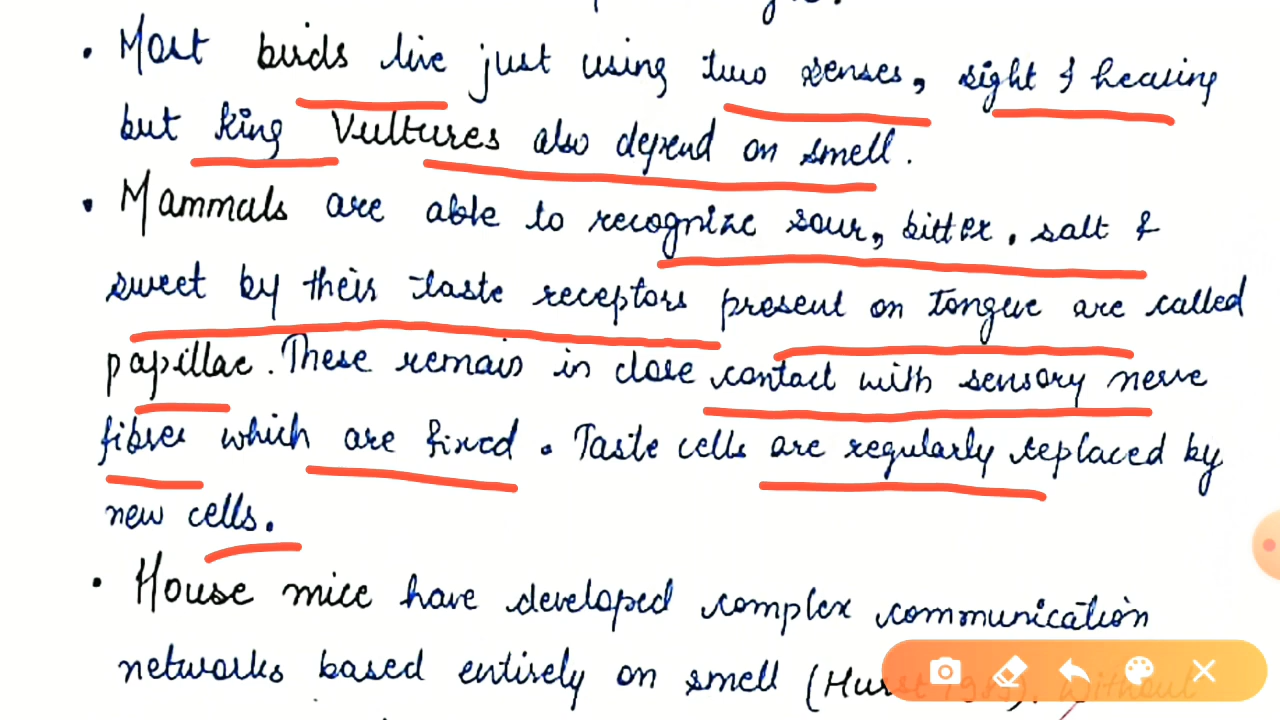 • Most birds live just using two senses, sight & hearing
but king Vultures also depend on smell.
• Mammals are able to recognize sour, bitter, salt &
sweet by their taste receptors present on tongue are called
papillae. These remain in close contact with sensory nerve
fibres which are fixed. Taste cells are regularly replaced by
new cells.
• House mice have developed complex communication
networks based entirely on smell (Hurst 1989). Without